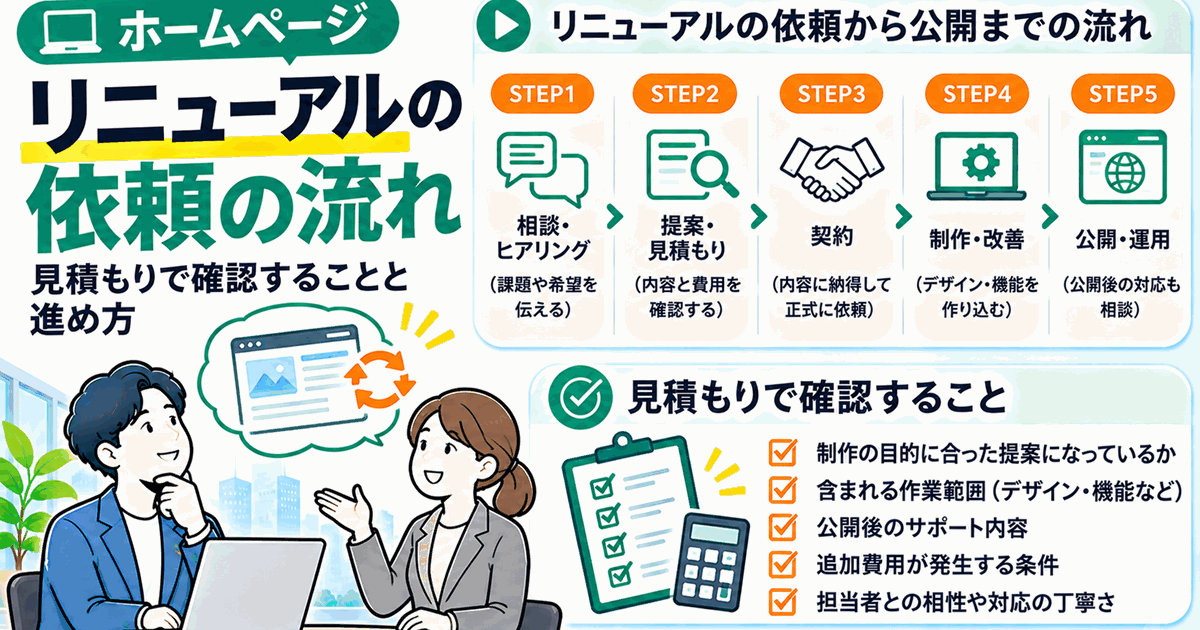 ホームページ
リニューアルの
依頼の流れ
見積もりで確認することと
進め方
リニューアルの依頼から公開までの流れ
STEP1
相談・
ヒアリング
(課題や希望を
伝える)
STEP2
提案・
見積もり
(内容と費用を
確認する)
STEP3
契約
(内容に納得して
正式に依頼)
STEP4
制作・改善
(デザイン・機能を
作り込む)
STEP5
公開・運用
(公開後の対応も
相談)
見積もりで確認すること
制作の目的に合った提案になっているか
含まれる作業範囲(デザイン・機能など)
公開後のサポート内容
追加費用が発生する条件
担当者との相性や対応の丁寧さ